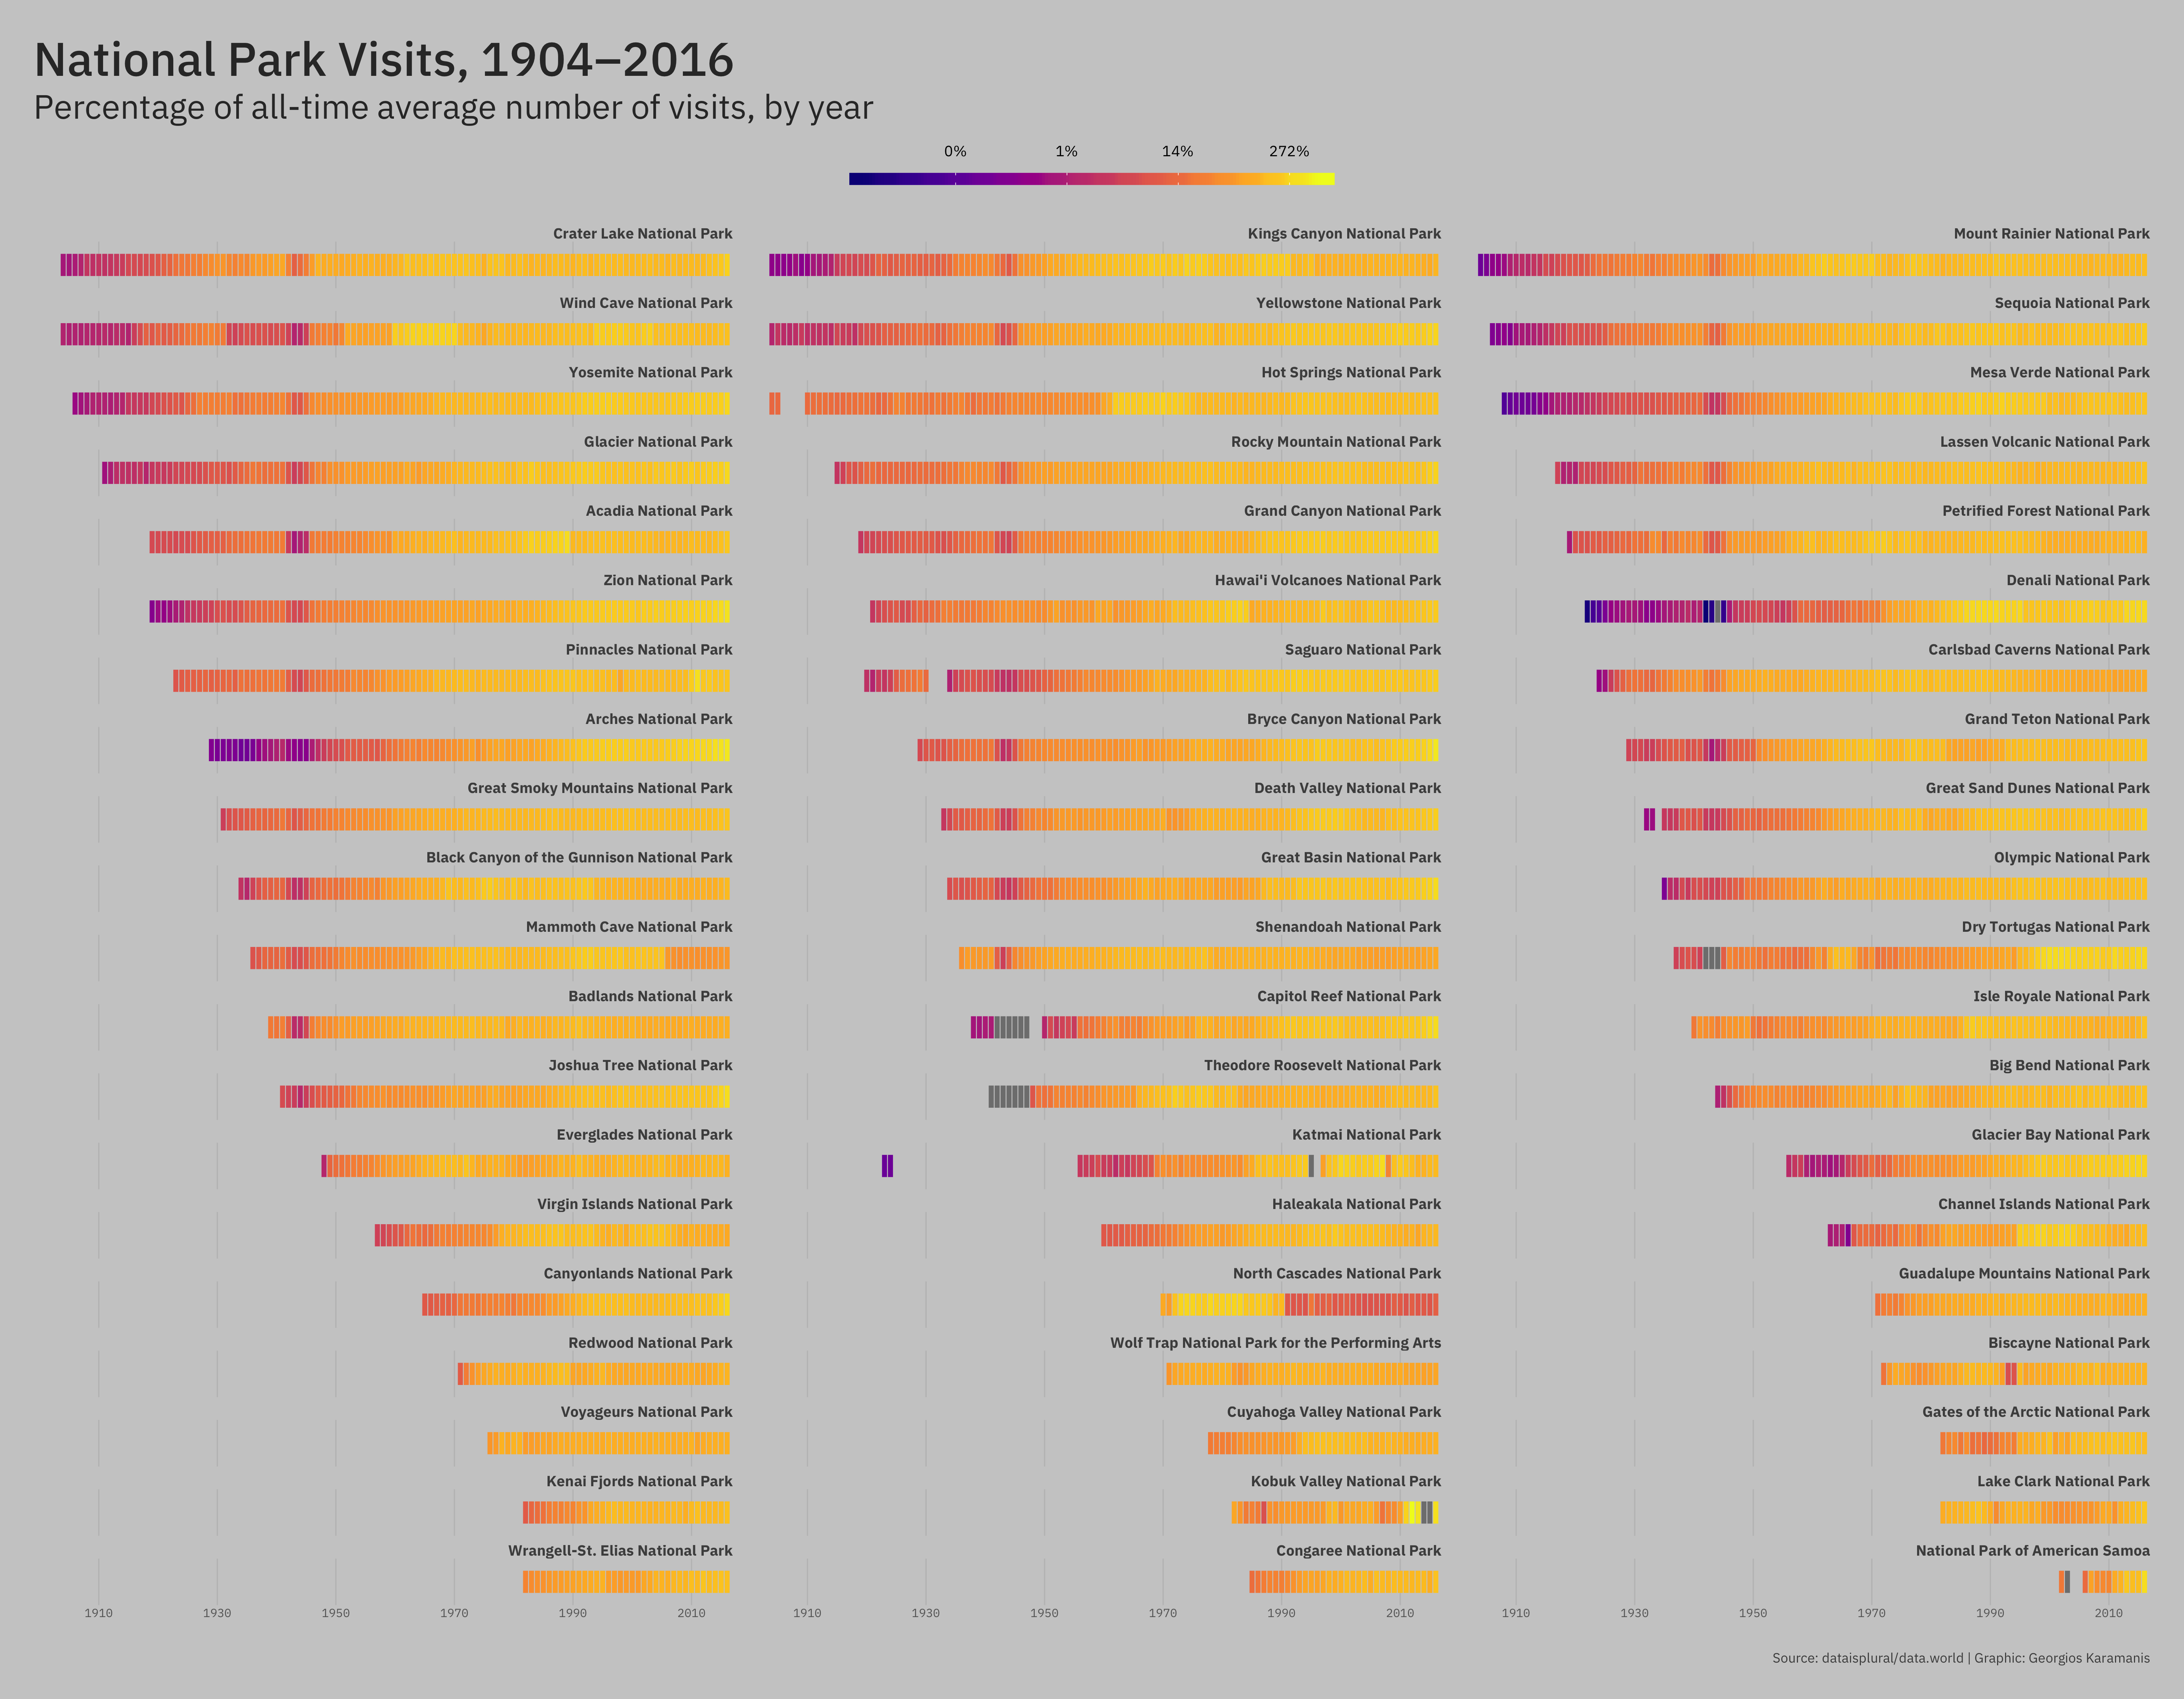 National Park Visits, 1904–2016
Percentage of all-time average number of visits, by year
0% 1% 14% 272%
Crater Lake National Park Kings Canyon National Park Mount Rainier National Park
Wind Cave National Park Yellowstone National Park Sequoia National Park
Yosemite National Park Hot Springs National Park Mesa Verde National Park
Glacier National Park Rocky Mountain National Park Lassen Volcanic National Park
Acadia National Park Grand Canyon National Park Petrified Forest National Park
Zion National Park Hawai'i Volcanoes National Park Denali National Park
Pinnacles National Park Saguaro National Park Carlsbad Caverns National Park
Arches National Park Bryce Canyon National Park Grand Teton National Park
Great Smoky Mountains National Park Death Valley National Park Great Sand Dunes National Park
Black Canyon of the Gunnison National Park Great Basin National Park Olympic National Park
Mammoth Cave National Park Shenandoah National Park Dry Tortugas National Park
Badlands National Park Capitol Reef National Park Isle Royale National Park
Joshua Tree National Park Theodore Roosevelt National Park Big Bend National Park
Everglades National Park Katmai National Park Glacier Bay National Park
Virgin Islands National Park Haleakala National Park Channel Islands National Park
Canyonlands National Park North Cascades National Park Guadalupe Mountains National Park
Redwood National Park Wolf Trap National Park for the Performing Arts Biscayne National Park
Voyageurs National Park Cuyahoga Valley National Park Gates of the Arctic National Park
Kenai Fjords National Park Kobuk Valley National Park Lake Clark National Park
Wrangell-St. Elias National Park Congaree National Park National Park of American Samoa
1910 1930 1950 1970 1990 2010 1910 1930 1950 1970 1990 2010 1910 1930 1950 1970 1990 2010
Source: dataisplural/data.world | Graphic: Georgios Karamanis